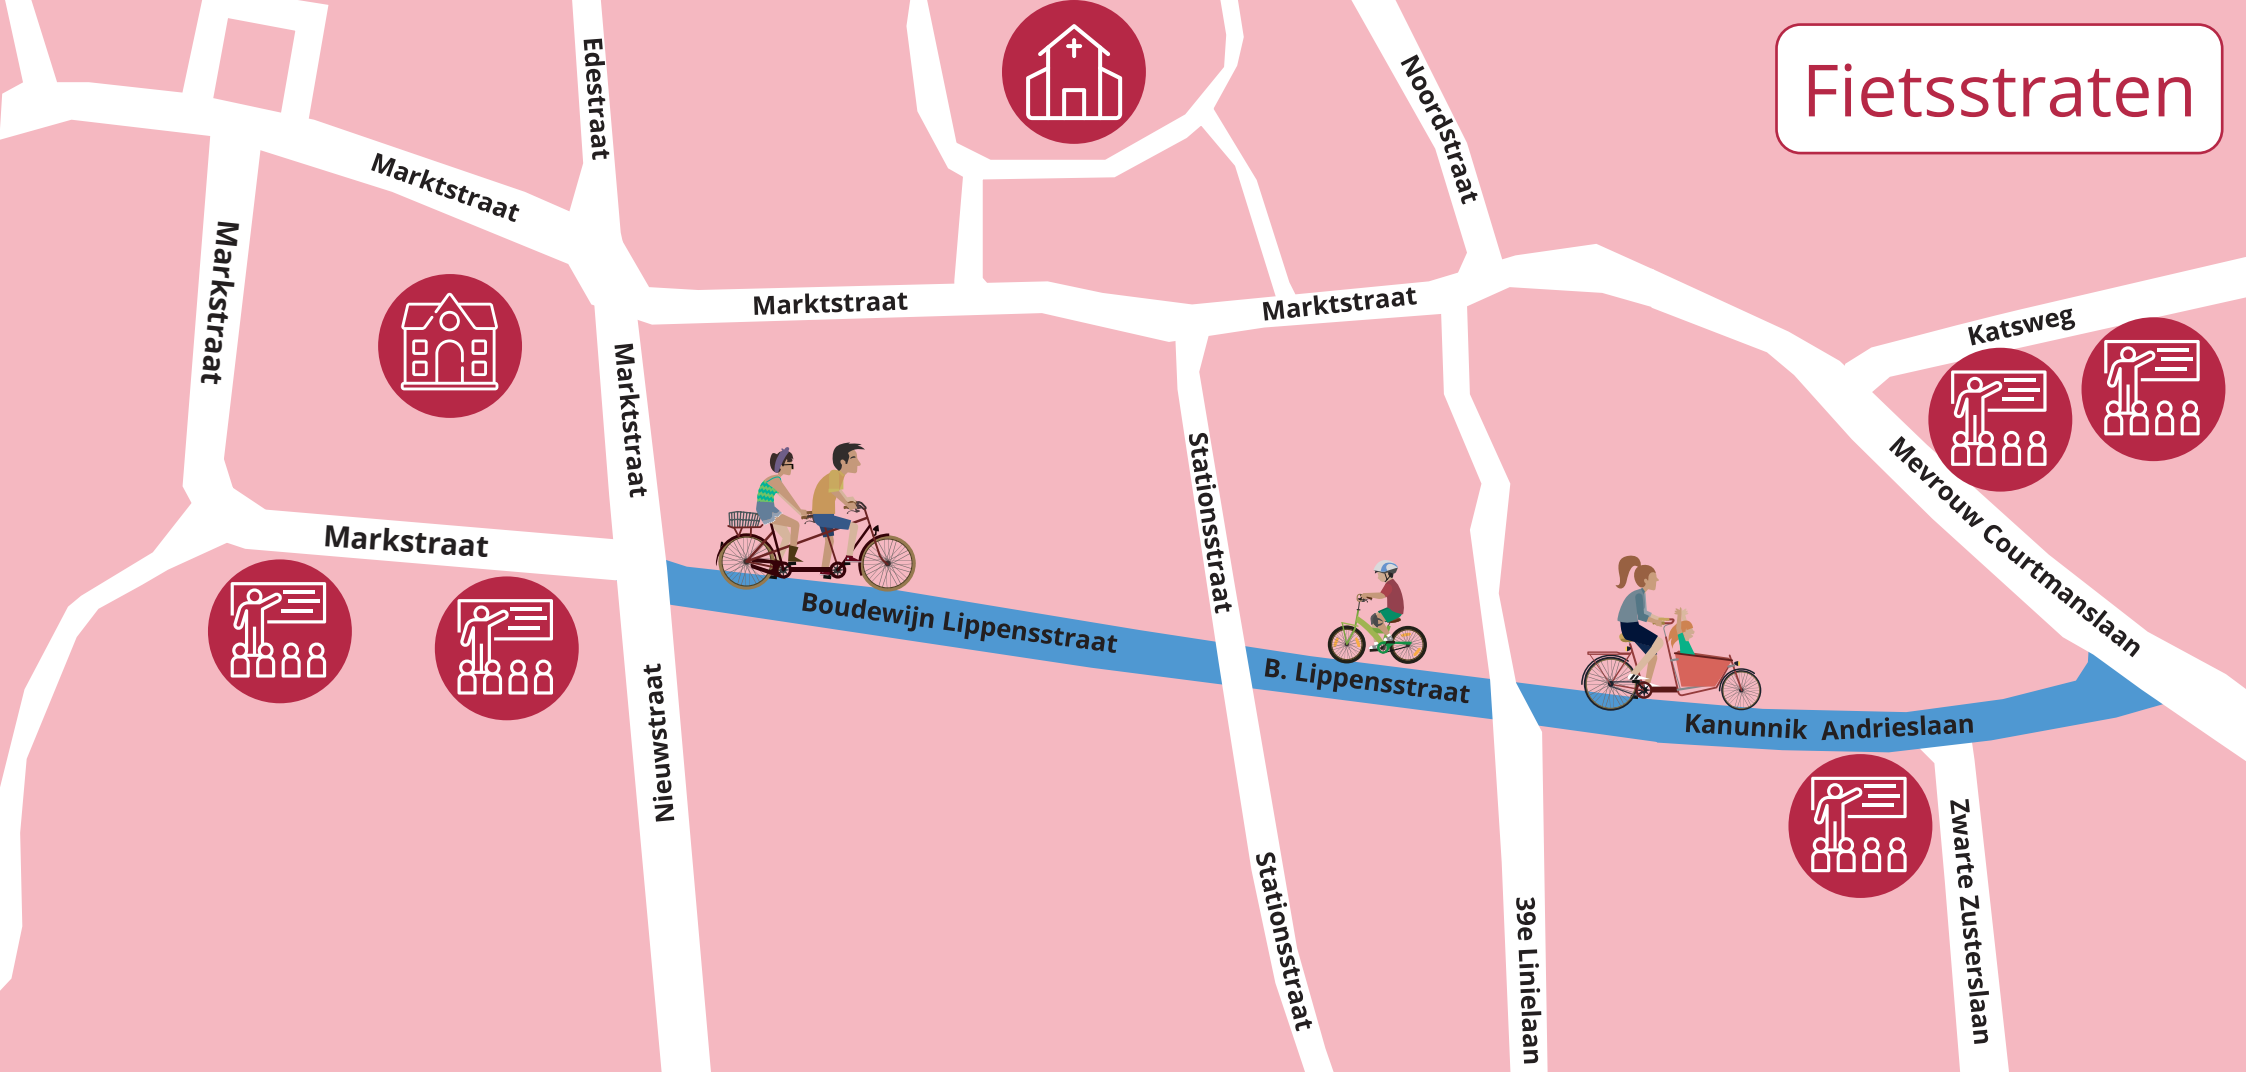 Fietsstraten
Edestraat
Noordstraat
Marktstraat
Markstraat
Marktstraat
Marktstraat
Katsweg
Marktstraat
Stationsstraat
Mevrouw Courtmanslaan
Markstraat
Boudewijn Lippensstraat
B. Lippensstraat
Kanunnik Andrieslaan
Nieuwstraat
Zwarte Zusterslaan
Stationsstraat
39e Linielaan